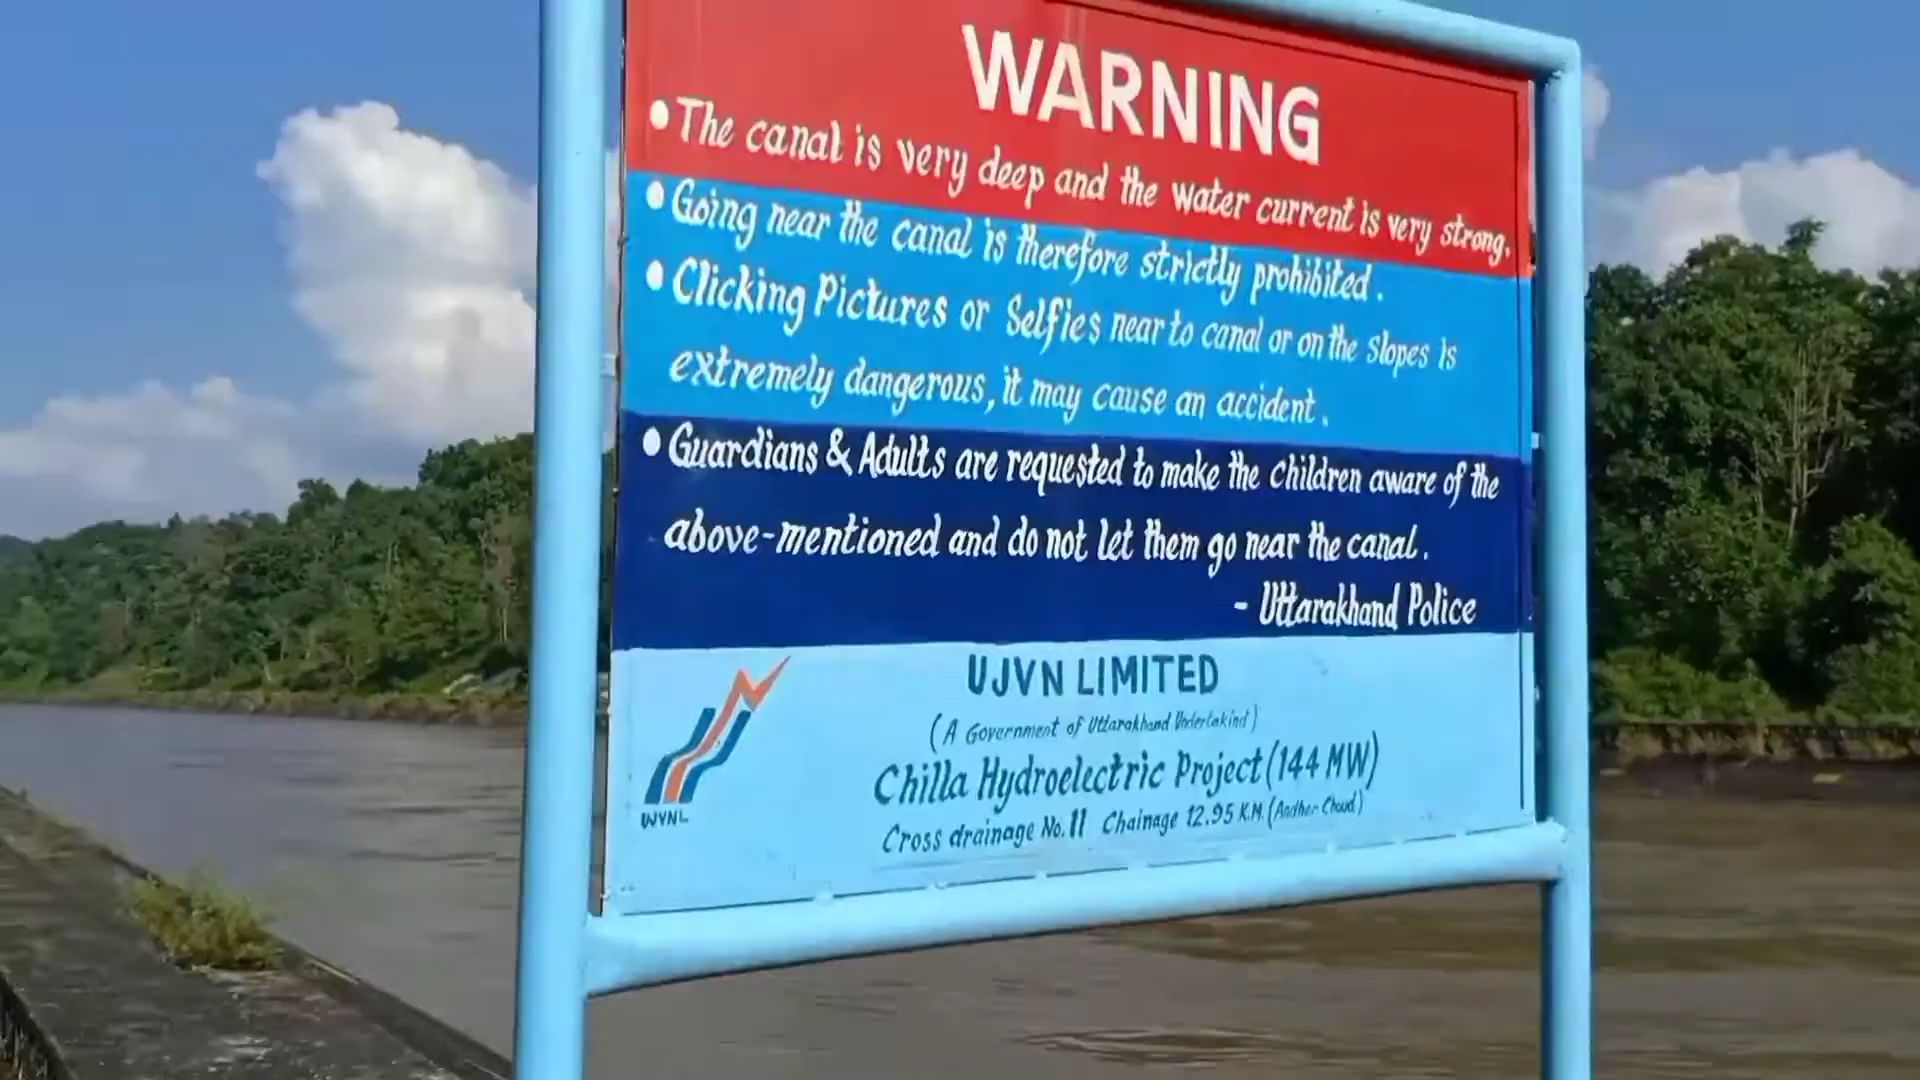 WARNING
• The canal is very deep and the water current is very strong.
• Going near the canal is therefore strictly prohibited.
• Clicking Pictures or Selfies near to canal or on the slopes is
extremely dangerous, it may cause an accident.
• Guardians & Adults are requested to make the children aware of the
above-mentioned and do not let them go near the canal.
- Uttarakhand Police
UJVN LIMITED
(A Government of Uttarakhand Undertakind)
Chilla Hydroelectric Project (144 MW)
Cross drainage No. 11 Chainage 12.95 K.M.
UJVNL